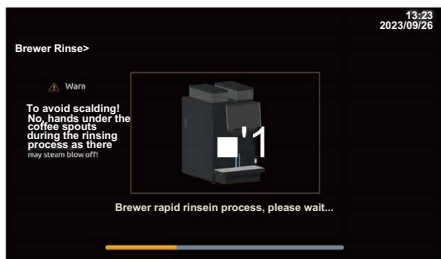 13:23
2023/09/26
Brewer Rinse>
Warn
To avoid scalding!
No, hands under the
coffee spouts
during the rinsing
process as there
may steam blow off!
Brewer rapid rinsein process, please wait...